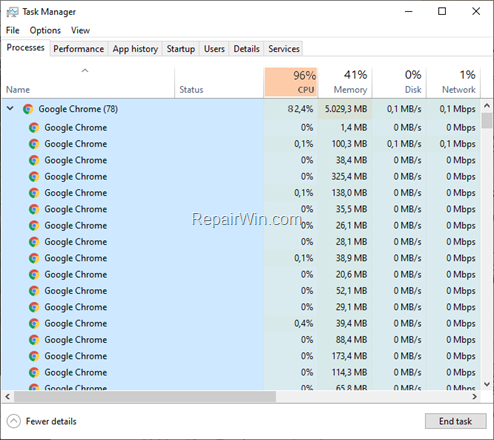 Task Manager
File Options View
Processes Performance App history Startup Users Details Services
96% 41% 0% 1%
Name Status CPU Memory Disk Network
Google Chrome (78) 82,4% 5.029,3 MB 0,1 MB/s 0,1 Mbps
Google Chrome 0% 1,4 MB 0 MB/s 0 Mbps
Google Chrome 0,1% 100,3 MB 0,1 MB/s 0,1 Mbps
Google Chrome 0% 38,4 MB 0 MB/s 0 Mbps
Google Chrome 0% 325,4 MB 0 MB/s 0 Mbps
Google Chrome 0,1% 138,0 MB 0 MB/s 0 Mbps
Google Chrome 0% 35,5 MB 0 MB/s 0 Mbps
RepairWin.com
Google Chrome 0% 26,1 MB 0 MB/s 0 Mbps
Google Chrome 0% 28,1 MB 0 MB/s 0 Mbps
Google Chrome 0,1% 38,9 MB 0 MB/s 0 Mbps
Google Chrome 0% 20,6 MB 0 MB/s 0 Mbps
Google Chrome 0% 52,1 MB 0 MB/s 0 Mbps
Google Chrome 0% 29,1 MB 0 MB/s 0 Mbps
Google Chrome 0,4% 39,4 MB 0 MB/s 0 Mbps
Google Chrome 0% 88,4 MB 0 MB/s 0 Mbps
Google Chrome 0% 173,4 MB 0 MB/s 0 Mbps
Google Chrome 0% 114,3 MB 0 MB/s 0 Mbps
Google Chrome 0% 65,8 MB 0 MB/s 0 Mbps
Fewer details End task